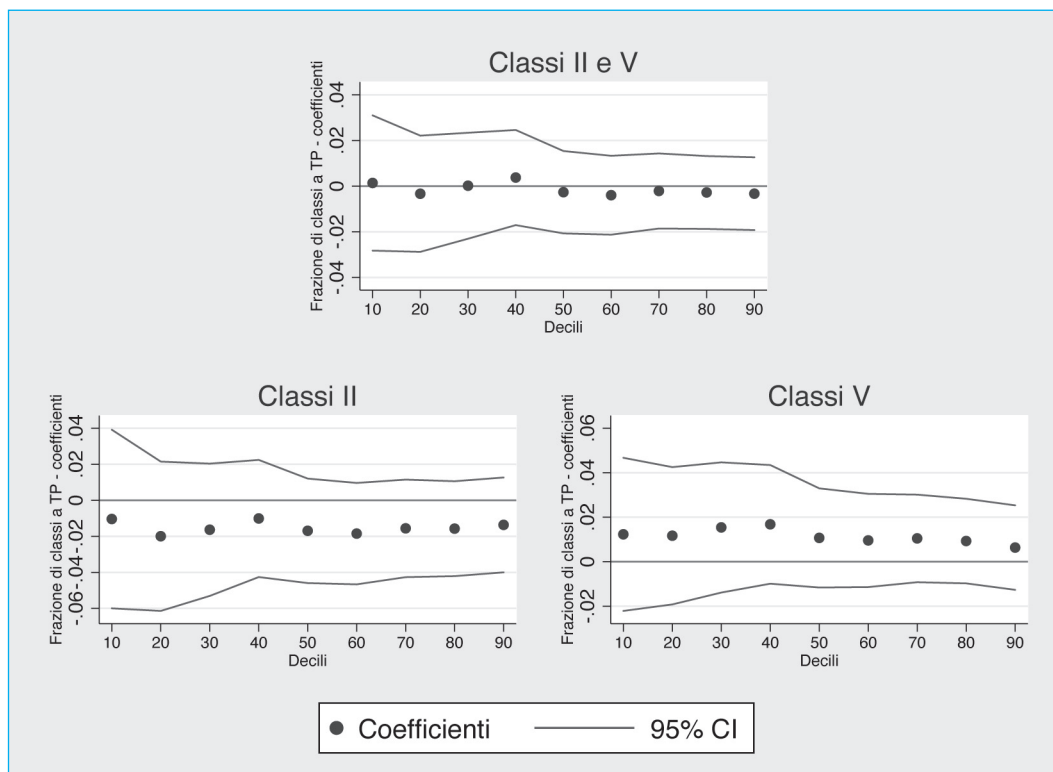 Classi II e V
Frazione di classi a TP - coefficienti
.04
.02
0
-.02
-.04
10 20 30 40 50 60 70 80 90
Decili
Classi II
Frazione di classi a TP - coefficienti
.04
.02
0
-.02
-.04
-.06
10 20 30 40 50 60 70 80 90
Decili
Classi V
Frazione di classi a TP - coefficienti
.06
.04
.02
0
-.02
10 20 30 40 50 60 70 80 90
Decili
Coefficienti 95% CI